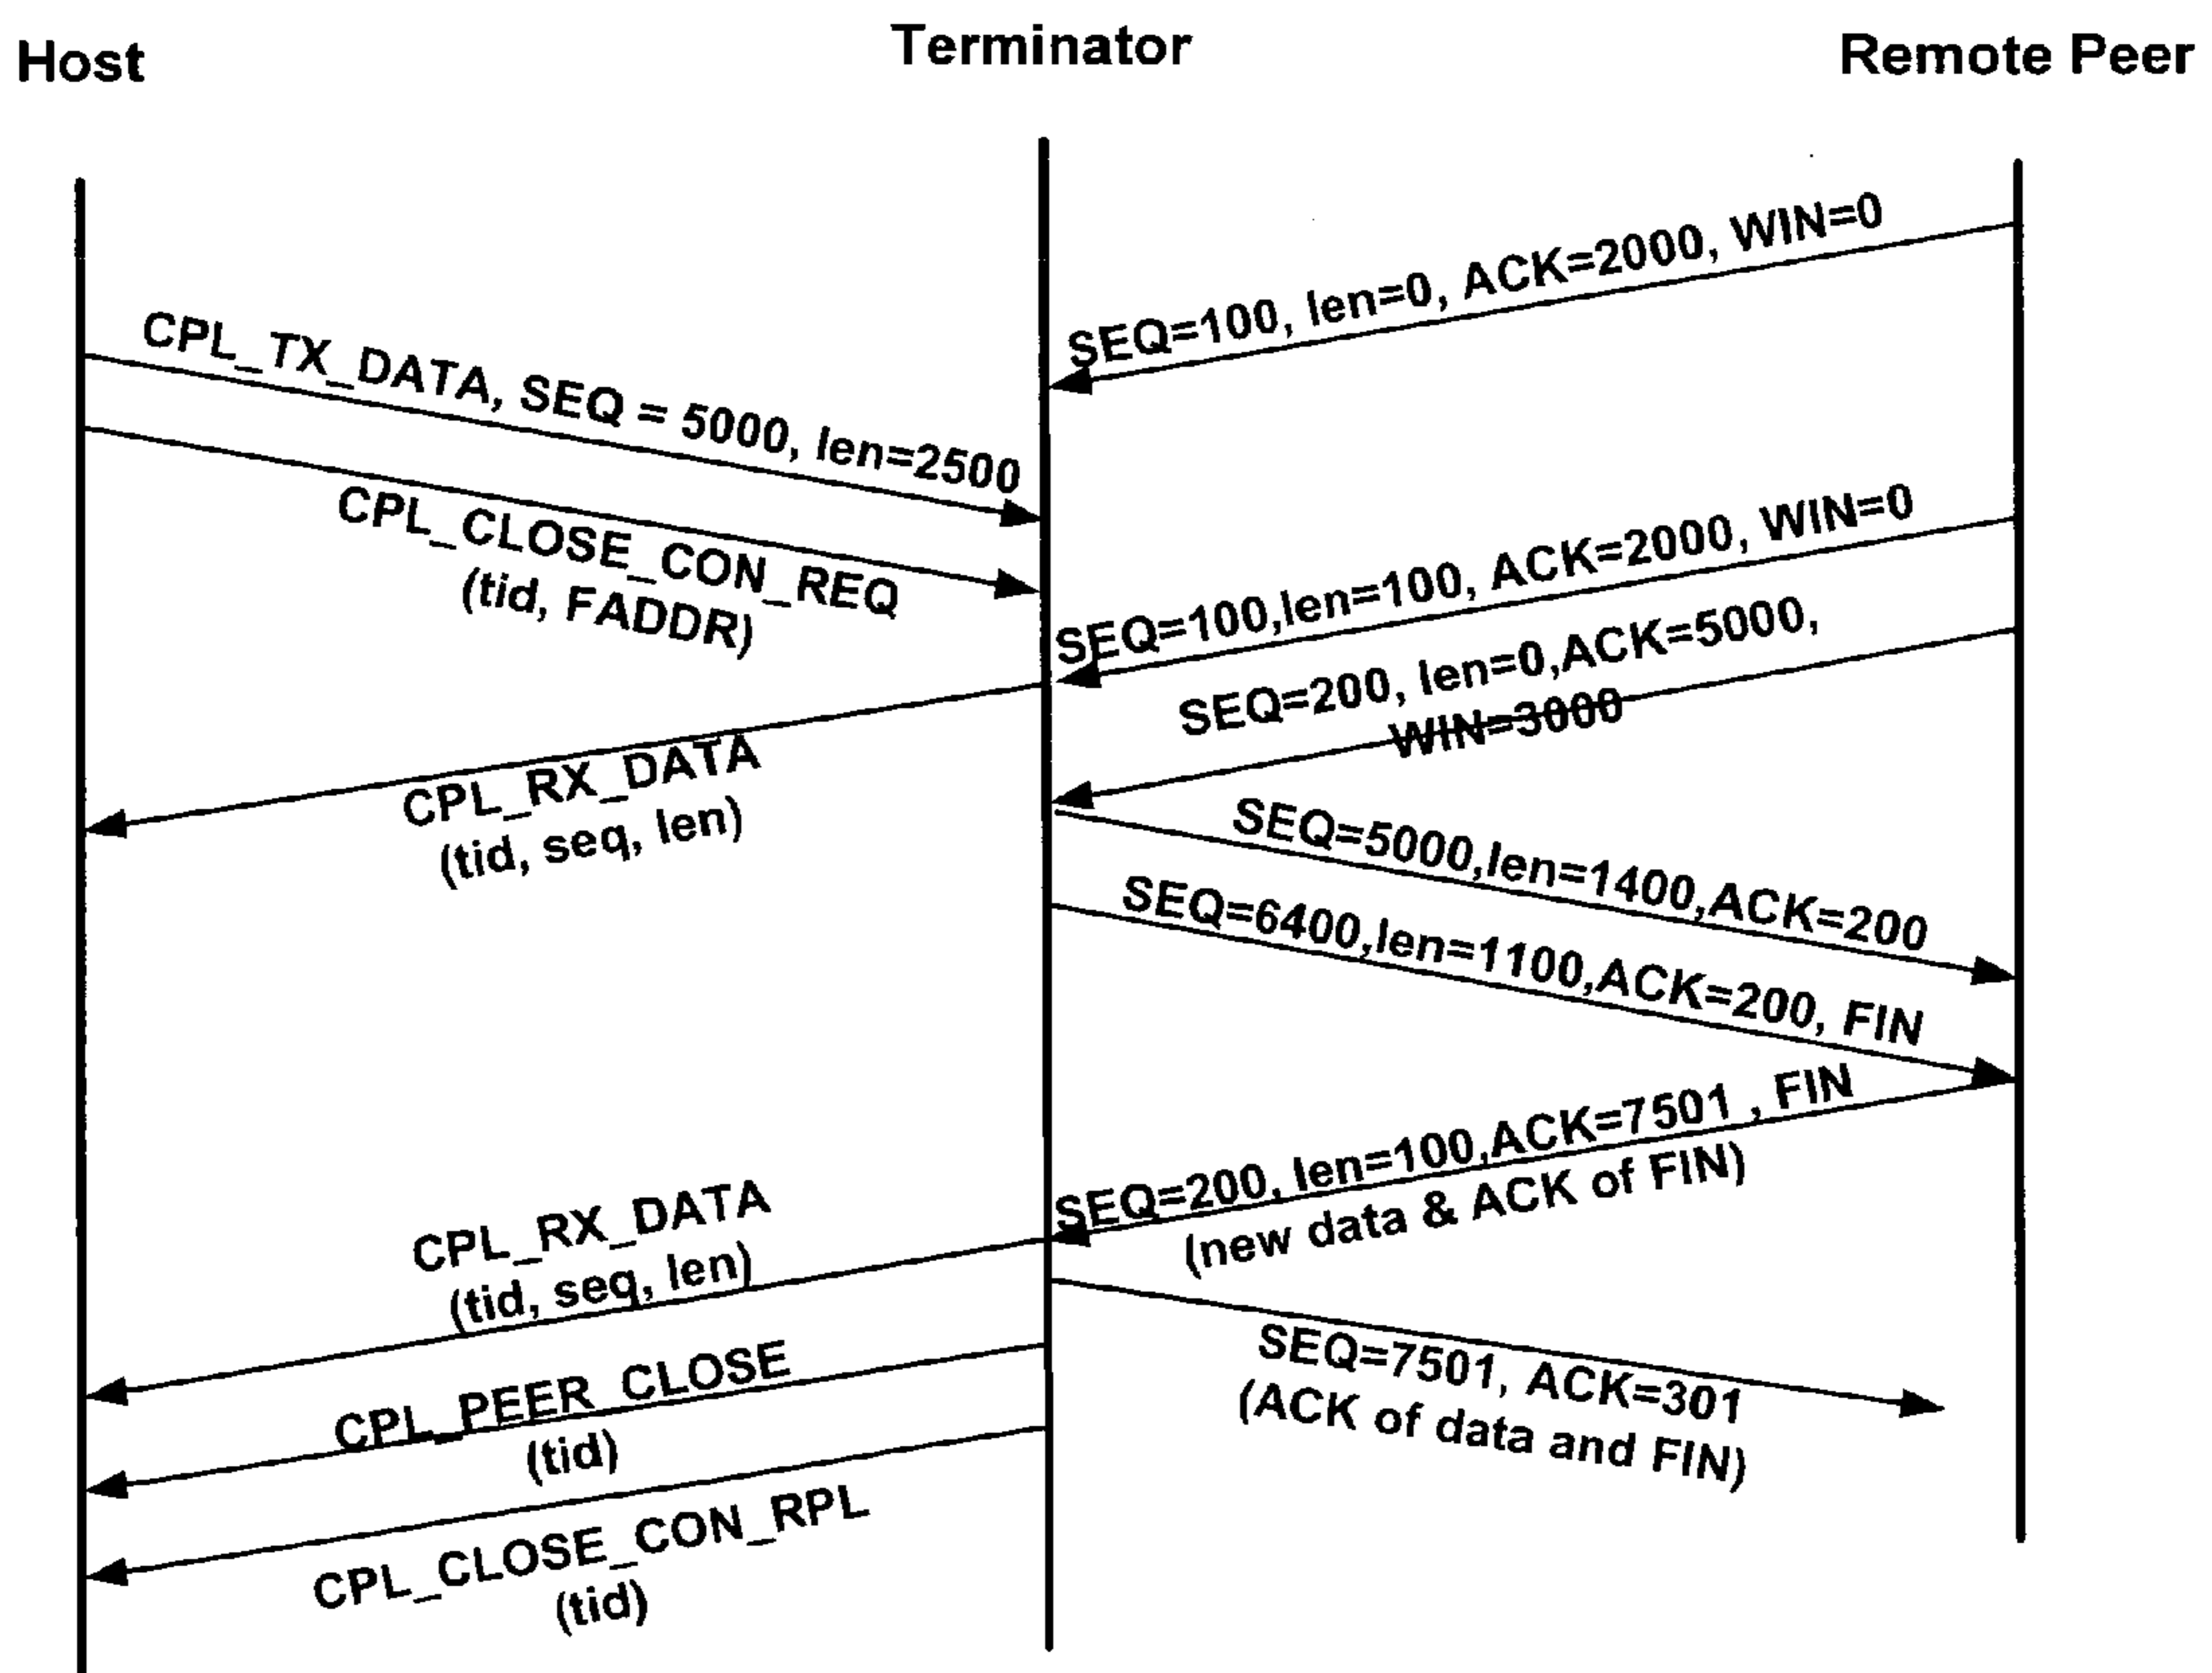 Host
Terminator
Remote Peer
SEQ=100, len=0, ACK=2000, WIN=0
CPL_TX_DATA, SEQ = 5000, len=2500
CPL_CLOSE_CON_REQ
(tid, FADDR)
SEQ=100,len=100, ACK=2000, WIN=0
SEQ=200, len=0,ACK=5000,
WIN=3000
CPL_RX_DATA
(tid, seq, len)
SEQ=5000,len=1400,ACK=200
SEQ=6400,len=1100,ACK=200, FIN
SEQ=200, len=100,ACK=7501 , FIN
(new data & ACK of FIN)
CPL_RX_DATA
(tid, seq, len)
SEQ=7501, ACK=301
(ACK of data and FIN)
CPL_PEER_CLOSE
(tid)
CPL_CLOSE_CON_RPL
(tid)